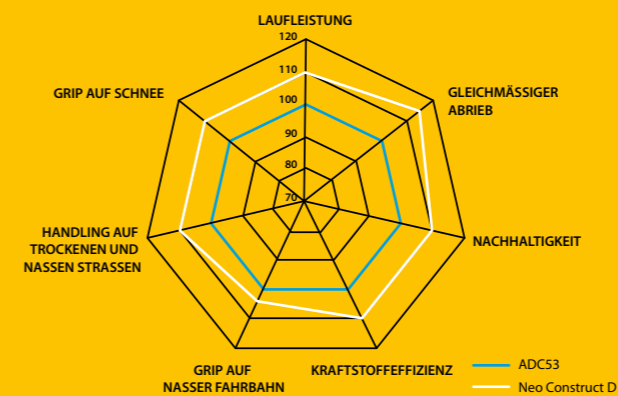 LAUFLEISTUNG
120
110
100
90
80
70
GRIP AUF SCHNEE
GLEICHMÄSSIGER
ABRIEB
HANDLING AUF
TROCKENEN UND
NASSEN STRASSEN
NACHHALTIGKEIT
GRIP AUF
NASSER FAHRBAHN
KRAFTSTOFFEFFIZIENZ
ADC53
Neo Construct D